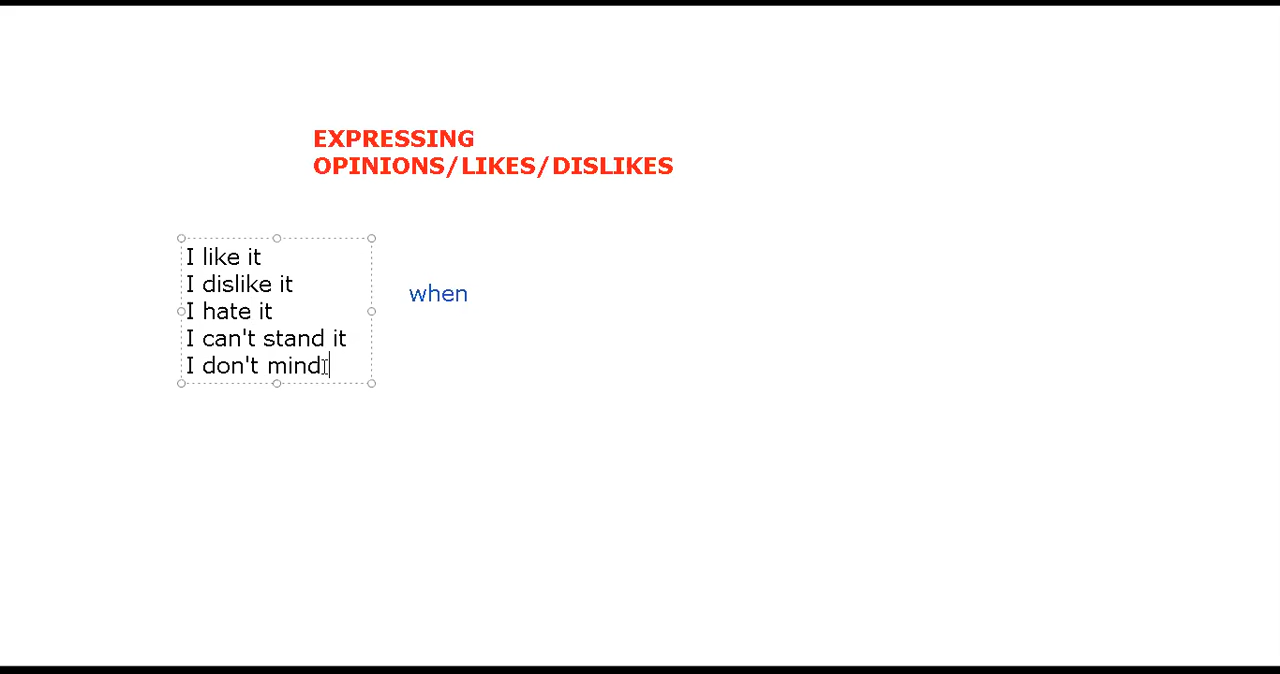 EXPRESSING
OPINIONS/LIKES/DISLIKES
I like it
I dislike it
I hate it
I can't stand it
I don't mind
when